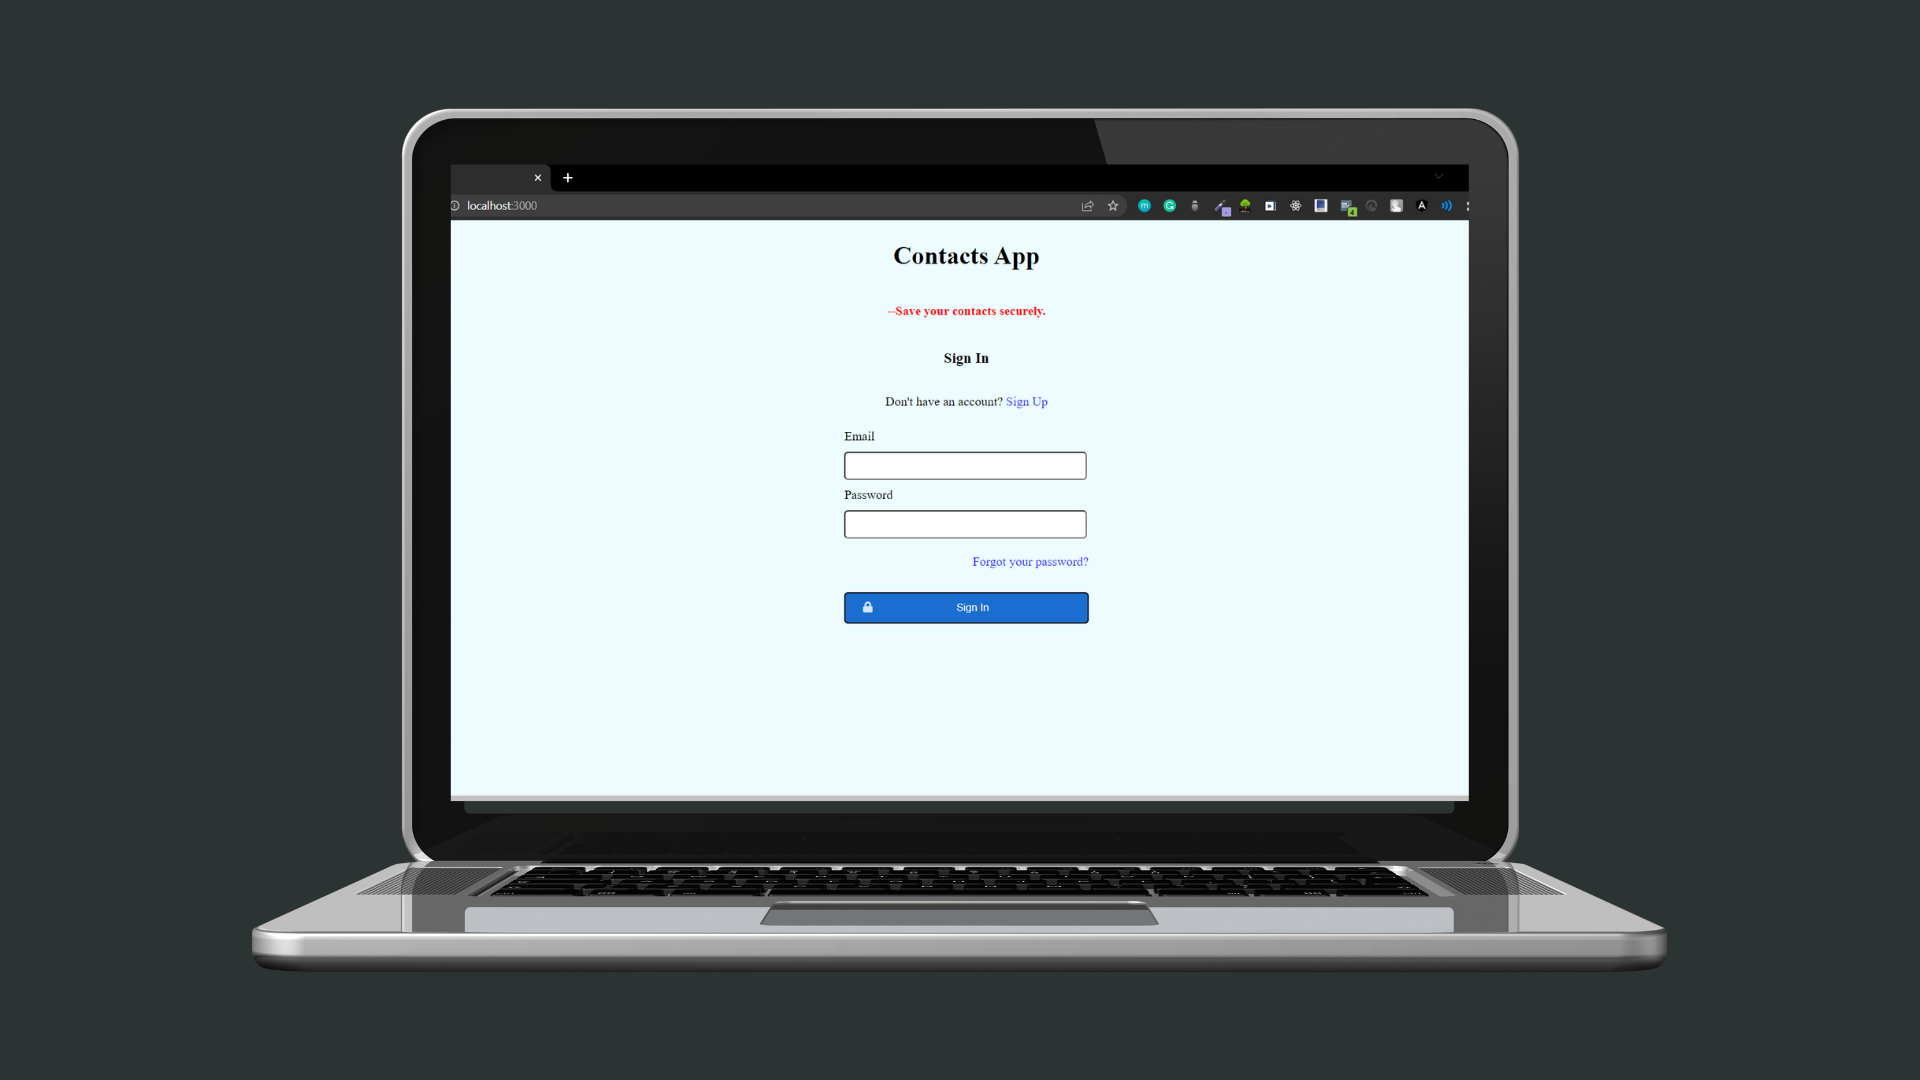 localhost:3000
Contacts App
--Save your contacts securely.
Sign In
Don't have an account? Sign Up
Email
Password
Forgot your password?
Sign In